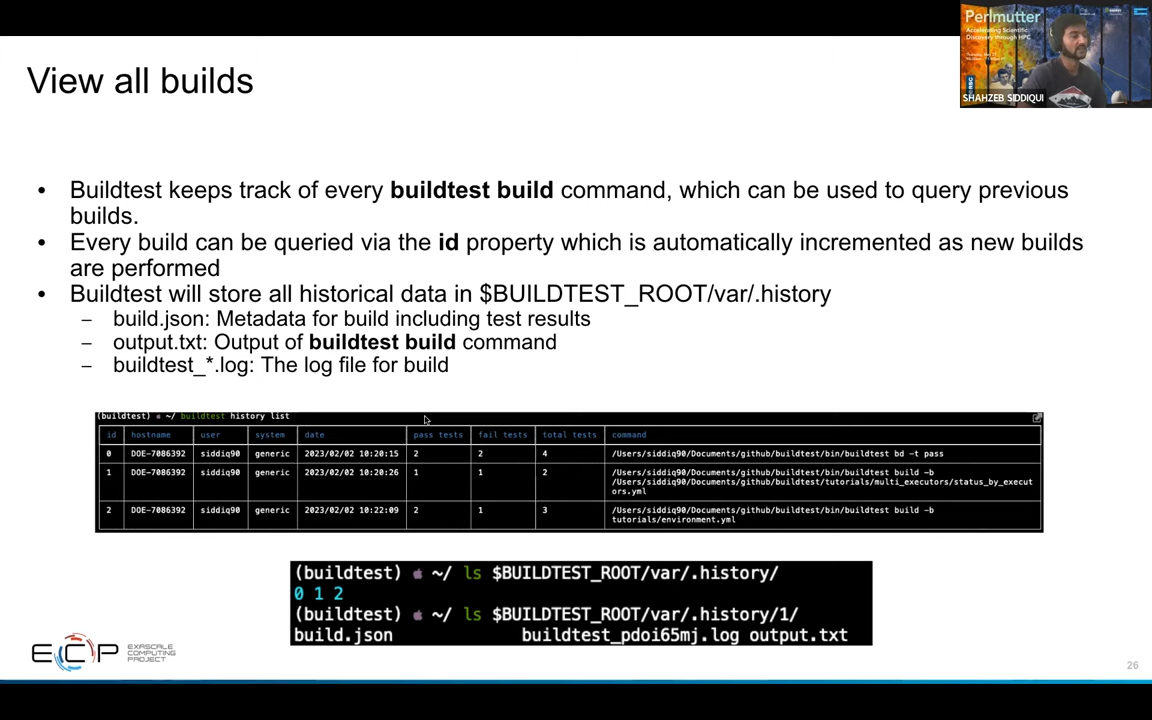 Perlmutter
Accelerating Scientific
Discovery through HPC
SHAHZEB SIDDIQUI
View all builds
• Buildtest keeps track of every buildtest build command, which can be used to query previous
builds.
• Every build can be queried via the id property which is automatically incremented as new builds
are performed
• Buildtest will store all historical data in $BUILDTEST_ROOT/var/.history
– build.json: Metadata for build including test results
– output.txt: Output of buildtest build command
– buildtest_*.log: The log file for build
(buildtest) ~/ buildtest history list
id hostname user system date pass tests fail tests total tests command
0 DOE-7086392 siddiq90 generic 2023/02/02 10:20:15 2 2 4 /Users/siddiq90/Documents/github/buildtest/bin/buildtest bd -t pass
1 DOE-7086392 siddiq90 generic 2023/02/02 10:20:26 1 1 2 /Users/siddiq90/Documents/github/buildtest/bin/buildtest build -b
/Users/siddiq90/Documents/github/buildtest/tutorials/multi_executors/status_by_execut
ors.yml
2 DOE-7086392 siddiq90 generic 2023/02/02 10:22:09 2 1 3 /Users/siddiq90/Documents/github/buildtest/bin/buildtest build -b
tutorials/environment.yml
(buildtest) ~/ ls $BUILDTEST_ROOT/var/.history/
0 1 2
(buildtest) ~/ ls $BUILDTEST_ROOT/var/.history/1/
build.json buildtest_pdoi65mj.log output.txt
ECP
EXASCALE
COMPUTING
PROJECT
26